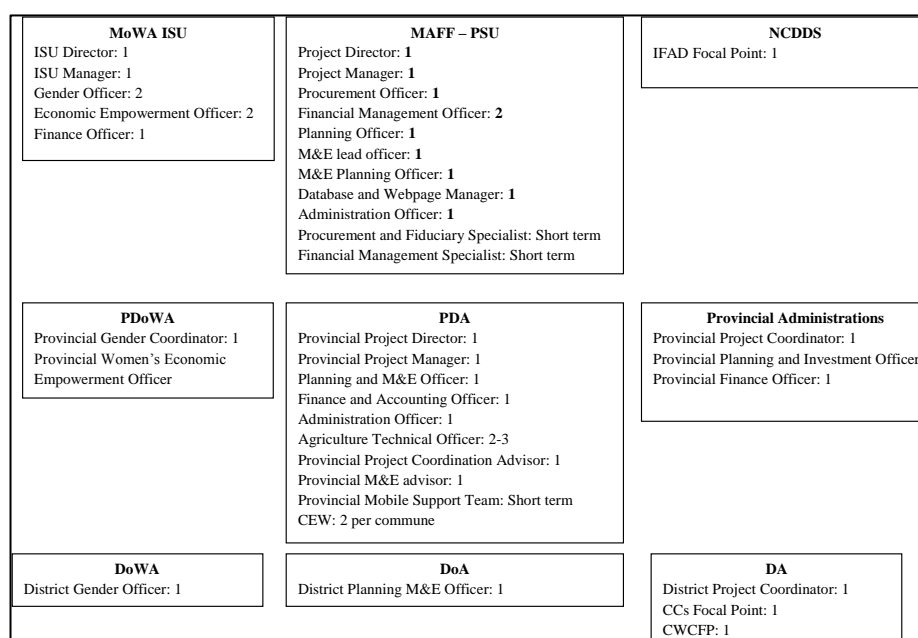 MoWA ISU
ISU Director: 1
ISU Manager: 1
Gender Officer: 2
Economic Empowerment Officer: 2
Finance Officer: 1
MAFF – PSU
Project Director: 1
Project Manager: 1
Procurement Officer: 1
Financial Management Officer: 2
Planning Officer: 1
M&E lead officer: 1
M&E Planning Officer: 1
Database and Webpage Manager: 1
Administration Officer: 1
Procurement and Fiduciary Specialist: Short term
Financial Management Specialist: Short term
NCDDS
IFAD Focal Point: 1
PDoWA
Provincial Gender Coordinator: 1
Provincial Women’s Economic
Empowerment Officer
PDA
Provincial Project Director: 1
Provincial Project Manager: 1
Planning and M&E Officer: 1
Finance and Accounting Officer: 1
Administration Officer: 1
Agriculture Technical Officer: 2-3
Provincial Project Coordination Advisor: 1
Provincial M&E advisor: 1
Provincial Mobile Support Team: Short term
CEW: 2 per commune
Provincial Administrations
Provincial Project Coordinator: 1
Provincial Planning and Investment Officer
Provincial Finance Officer: 1
DoWA
District Gender Officer: 1
DoA
District Planning M&E Officer: 1
DA
District Project Coordinator: 1
CCs Focal Point: 1
CWCFP: 1